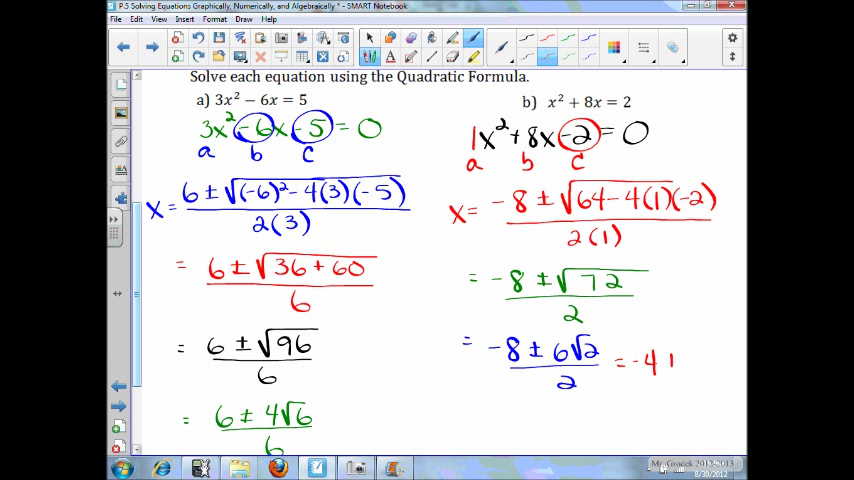 P.5 Solving Equations Graphically, Numerically, and Algebraically * - SMART Notebook
File Edit View Insert Format Draw Help
Solve each equation using the Quadratic Formula.
a) 3x² − 6x = 5
3x² - 6x - 5 = 0
a b c
x = 6 ± √(-6)² - 4(3)(-5)
2(3)
= 6 ± √36 + 60
6
= 6 ± √96
6
= 6 ± 4√6
6
b) x² + 8x = 2
1x² + 8x - 2 = 0
a b c
x = -8 ± √64 - 4(1)(-2)
2(1)
= -8 ± √72
2
= -8 ± 6√2 = -4
2
Mr. Gradek 2012-2013
8/30/2012